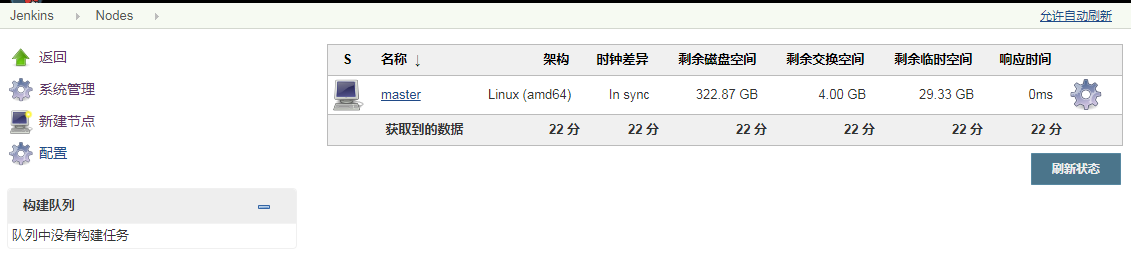 Jenkins Nodes 允许自动刷新
返回
系统管理
新建节点
配置
构建队列
队列中没有构建任务
S 名称 ↓ 架构 时钟差异 剩余磁盘空间 剩余交换空间 剩余临时空间 响应时间
master Linux (amd64) In sync 322.87 GB 4.00 GB 29.33 GB 0ms
获取到的数据 22 分 22 分 22 分 22 分 22 分 22 分
刷新状态